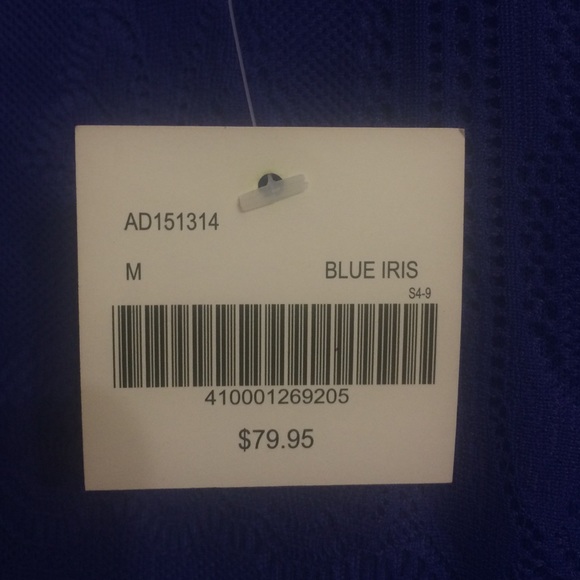 AD151314
M BLUE IRIS
S4-9
410001269205
$79.95